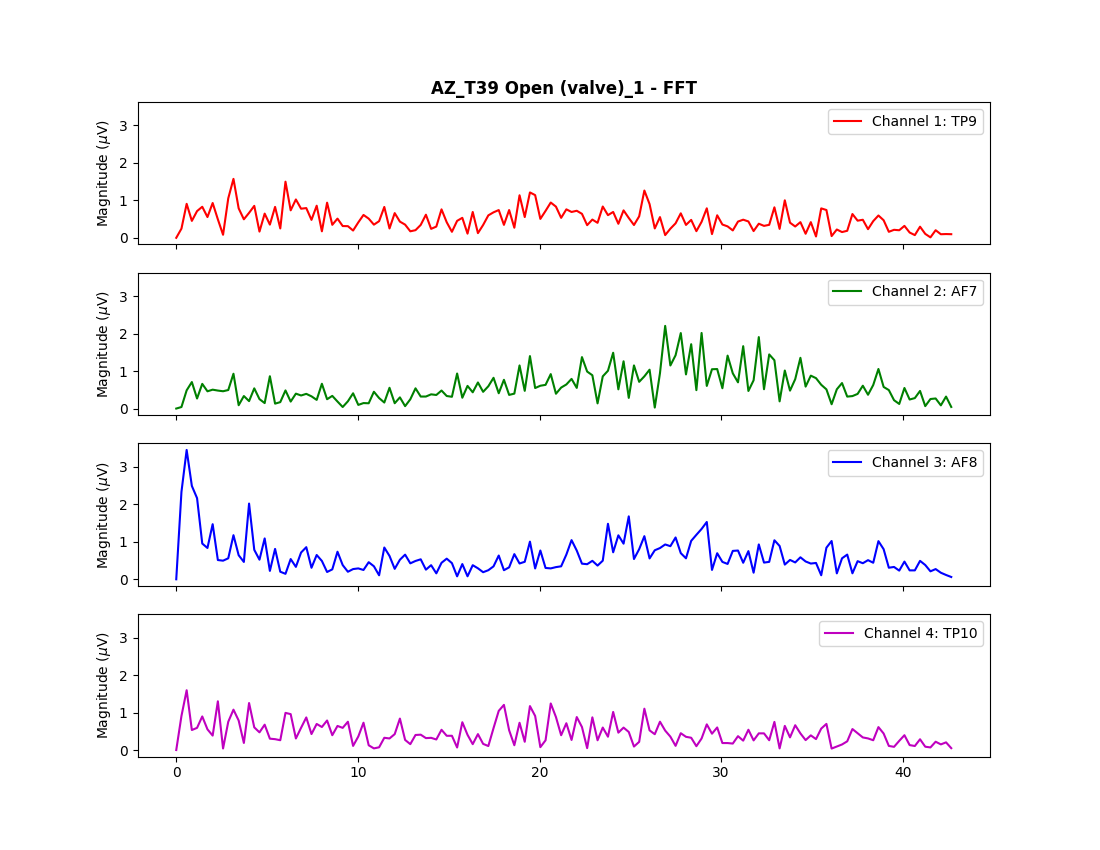 AZ_T39 Open (valve)_1 - FFT
Magnitude (µV)
3
2
1
0
Channel 1: TP9
Magnitude (µV)
3
2
1
0
Channel 2: AF7
Magnitude (µV)
3
2
1
0
Channel 3: AF8
Magnitude (µV)
3
2
1
0
Channel 4: TP10
0 10 20 30 40